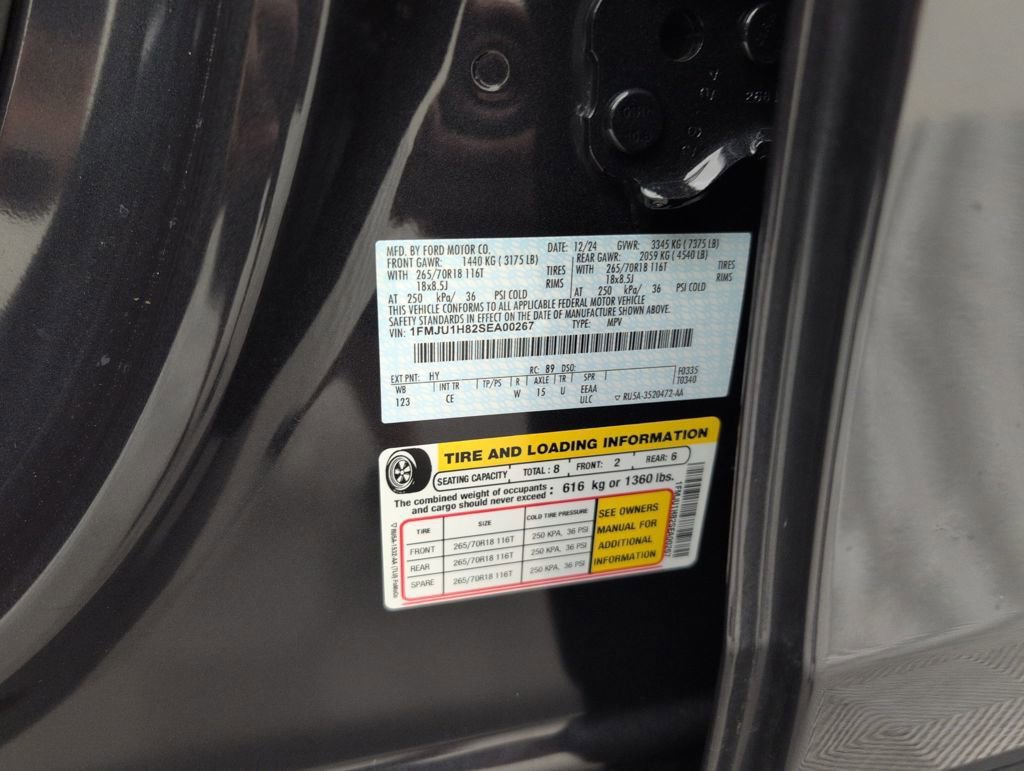 MFD. BY FORD MOTOR CO. DATE: 12/24 GVWR: 3345 KG ( 7375 LB)
FRONT GAWR: 1440 KG ( 3175 LB) REAR GAWR: 2059 KG ( 4540 LB)
WITH 265/70R18 116T TIRES WITH 265/70R18 116T TIRES
18x8.5J RIMS 18x8.5J RIMS
AT 250 kPa/ 36 PSI COLD AT 250 kPa/ 36 PSI COLD
THIS VEHICLE CONFORMS TO ALL APPLICABLE FEDERAL MOTOR VEHICLE
SAFETY STANDARDS IN EFFECT ON THE DATE OF MANUFACTURE SHOWN ABOVE.
VIN: 1FMJU1H82SEA00267 TYPE: MPV
EXT PNT: HY RC: 89 DSO: F0335
WB INT TR TP/PS R AXLE TR SPR T0340
123 CE W 15 U EEAA
ULC ▽ RU5A-3520472-AA
TIRE AND LOADING INFORMATION
SEATING CAPACITY TOTAL: 8 FRONT: 2 REAR: 6
The combined weight of occupants and cargo should never exceed : 616 kg or 1360 lbs.
TIRE SIZE COLD TIRE PRESSURE
FRONT 265/70R18 116T 250 KPA, 36 PSI
REAR 265/70R18 116T 250 KPA, 36 PSI
SPARE 265/70R18 116T 250 KPA, 36 PSI
SEE OWNERS
MANUAL FOR
ADDITIONAL
INFORMATION
1FMJU1H82SEA00267